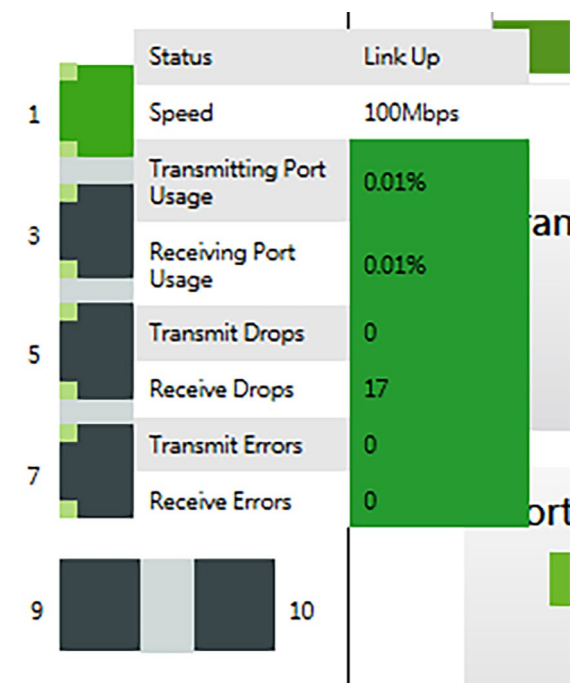 Status Link Up
1 Speed 100Mbps
Transmitting Port
Usage 0.01%
3 Receiving Port
Usage 0.01%
5 Transmit Drops 0
Receive Drops 17
7 Transmit Errors 0
Receive Errors 0
9 10